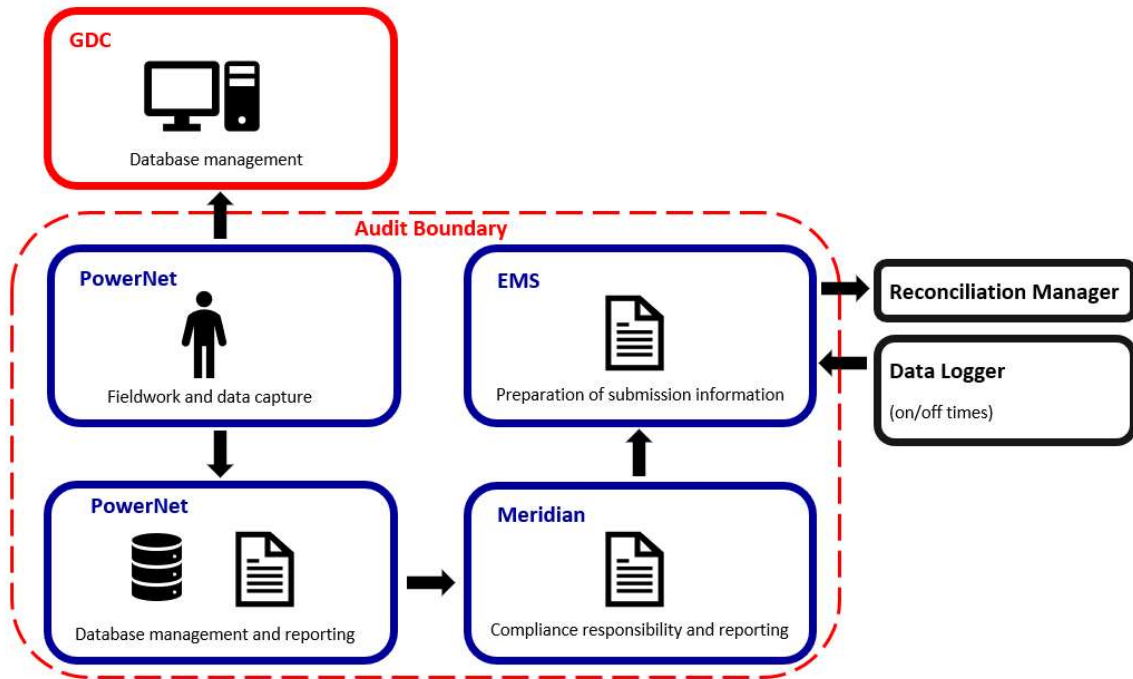 GDC
Database management
Audit Boundary
PowerNet
Fieldwork and data capture
EMS
Preparation of submission information
Reconciliation Manager
Data Logger
(on/off times)
PowerNet
Database management and reporting
Meridian
Compliance responsibility and reporting